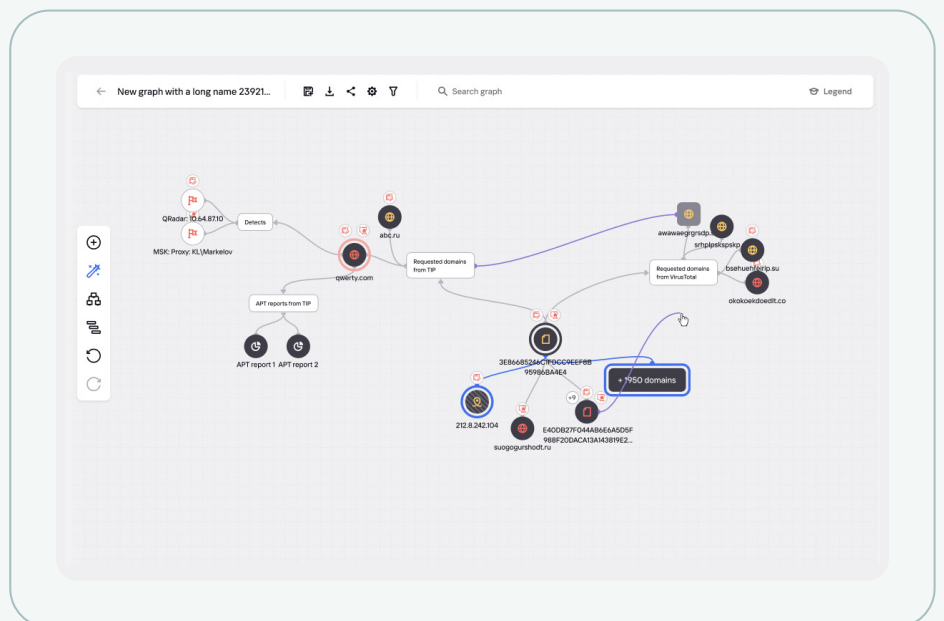 New graph with a long name 23921...
Search graph
Legend
QRadar: 10.64.87.10
Detects
MSK: Proxy: KL\Markelov
abc.ru
qwerty.com
Requested domains
from TIP
awawaegrgrsdp.
srhplpskspskp
Requested domains
from VirusTotal
bsehuehfeirip.su
okokoekdoedlt.co
APT reports from TIP
APT report 1
APT report 2
3E86685246C1FDCC9EEF8B
95986BA4E4
+ 1950 domains
+9
212.8.242.104
suogogurshodt.ru
E40DB27F044AB6E6A5D5F
988F20DACA13A143819E2...